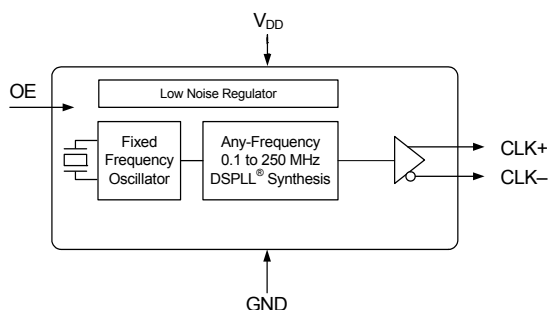 V_DD
OE
Low Noise Regulator
Fixed
Frequency
Oscillator
Any-Frequency
0.1 to 250 MHz
DSPLL® Synthesis
CLK+
CLK–
GND